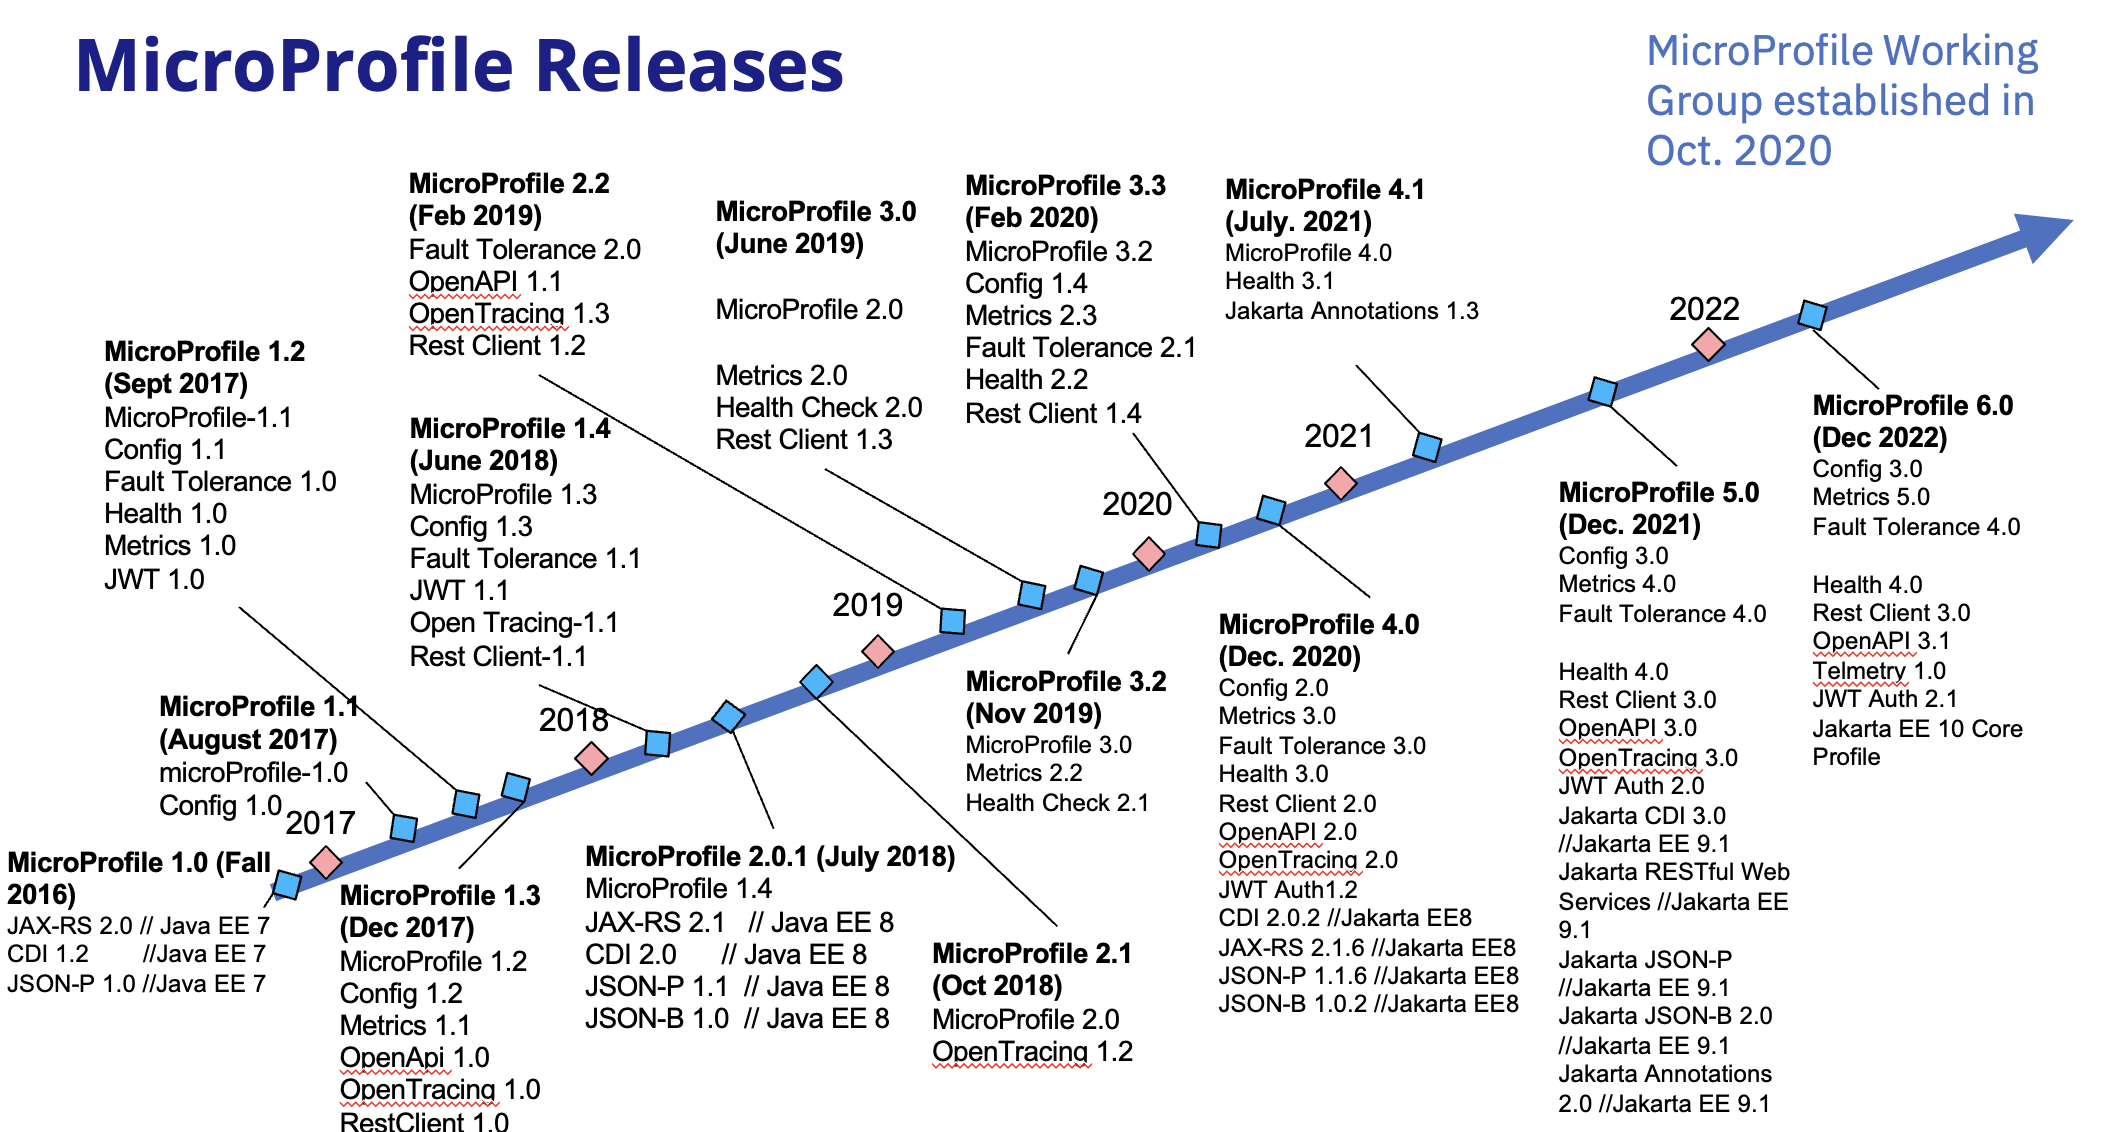 MicroProfile Releases
MicroProfile Working
Group established in
Oct. 2020
MicroProfile 1.0 (Fall
2016)
JAX-RS 2.0 // Java EE 7
CDI 1.2 //Java EE 7
JSON-P 1.0 //Java EE 7
2017
MicroProfile 1.1
(August 2017)
microProfile-1.0
Config 1.0
MicroProfile 1.2
(Sept 2017)
MicroProfile-1.1
Config 1.1
Fault Tolerance 1.0
Health 1.0
Metrics 1.0
JWT 1.0
MicroProfile 1.3
(Dec 2017)
MicroProfile 1.2
Config 1.2
Metrics 1.1
OpenApi 1.0
OpenTracing 1.0
RestClient 1.0
2018
MicroProfile 1.4
(June 2018)
MicroProfile 1.3
Config 1.3
Fault Tolerance 1.1
JWT 1.1
Open Tracing-1.1
Rest Client-1.1
MicroProfile 2.0.1 (July 2018)
MicroProfile 1.4
JAX-RS 2.1 // Java EE 8
CDI 2.0 // Java EE 8
JSON-P 1.1 // Java EE 8
JSON-B 1.0 // Java EE 8
MicroProfile 2.1
(Oct 2018)
MicroProfile 2.0
OpenTracing 1.2
2019
MicroProfile 2.2
(Feb 2019)
Fault Tolerance 2.0
OpenAPI 1.1
OpenTracing 1.3
Rest Client 1.2
MicroProfile 3.0
(June 2019)
MicroProfile 2.0
Metrics 2.0
Health Check 2.0
Rest Client 1.3
MicroProfile 3.2
(Nov 2019)
MicroProfile 3.0
Metrics 2.2
Health Check 2.1
2020
MicroProfile 3.3
(Feb 2020)
MicroProfile 3.2
Config 1.4
Metrics 2.3
Fault Tolerance 2.1
Health 2.2
Rest Client 1.4
MicroProfile 4.0
(Dec. 2020)
Config 2.0
Metrics 3.0
Fault Tolerance 3.0
Health 3.0
Rest Client 2.0
OpenAPI 2.0
OpenTracing 2.0
JWT Auth1.2
CDI 2.0.2 //Jakarta EE8
JAX-RS 2.1.6 //Jakarta EE8
JSON-P 1.1.6 //Jakarta EE8
JSON-B 1.0.2 //Jakarta EE8
2021
MicroProfile 4.1
(July. 2021)
MicroProfile 4.0
Health 3.1
Jakarta Annotations 1.3
MicroProfile 5.0
(Dec. 2021)
Config 3.0
Metrics 4.0
Fault Tolerance 4.0
Health 4.0
Rest Client 3.0
OpenAPI 3.0
OpenTracing 3.0
JWT Auth 2.0
Jakarta CDI 3.0
//Jakarta EE 9.1
Jakarta RESTful Web
Services //Jakarta EE
9.1
Jakarta JSON-P
//Jakarta EE 9.1
Jakarta JSON-B 2.0
//Jakarta EE 9.1
Jakarta Annotations
2.0 //Jakarta EE 9.1
2022
MicroProfile 6.0
(Dec 2022)
Config 3.0
Metrics 5.0
Fault Tolerance 4.0
Health 4.0
Rest Client 3.0
OpenAPI 3.1
Telmetry 1.0
JWT Auth 2.1
Jakarta EE 10 Core
Profile